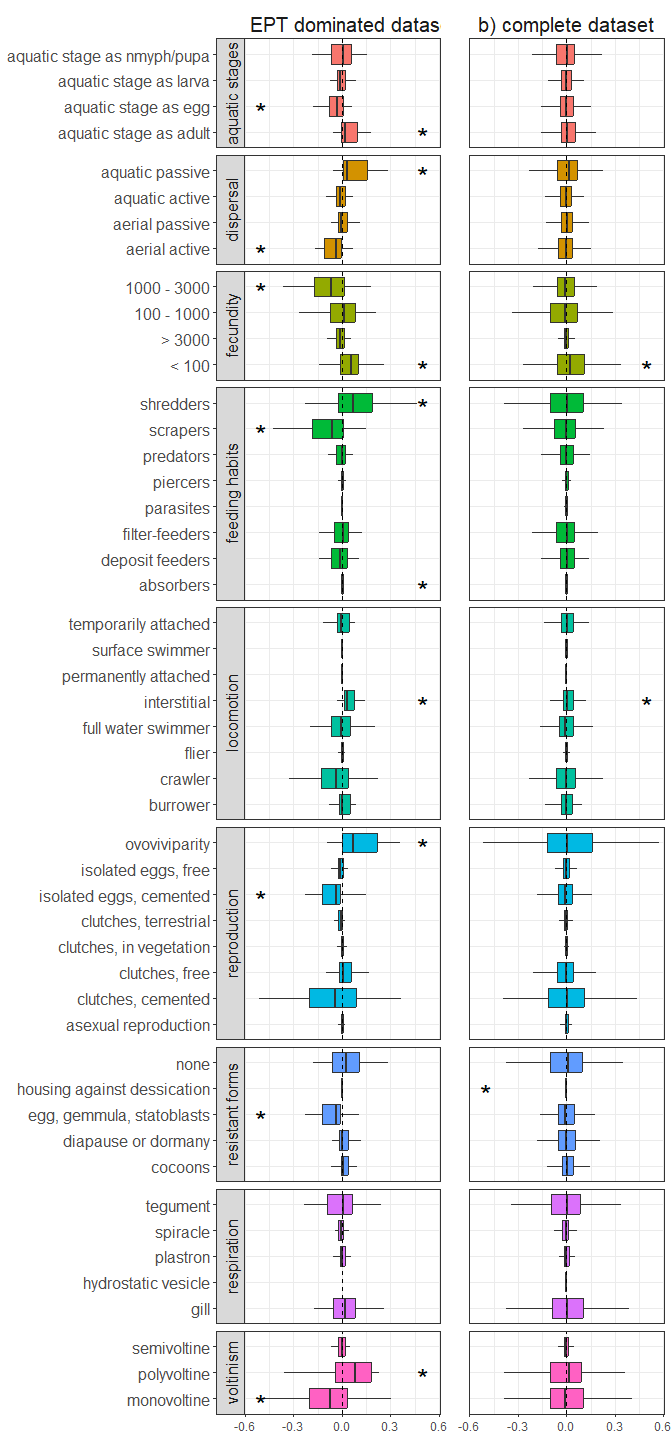 EPT dominated datas
b) complete dataset
aquatic stages
aquatic stage as nmyph/pupa
aquatic stage as larva
aquatic stage as egg
*
aquatic stage as adult
*
dispersal
aquatic passive
*
aquatic active
aerial passive
aerial active
*
fecundity
1000 - 3000
*
100 - 1000
> 3000
< 100
*
*
feeding habits
shredders
*
scrapers
*
predators
piercers
parasites
filter-feeders
deposit feeders
absorbers
*
locomotion
temporarily attached
surface swimmer
permanently attached
interstitial
*
*
full water swimmer
flier
crawler
burrower
reproduction
ovoviviparity
*
isolated eggs, free
isolated eggs, cemented
*
clutches, terrestrial
clutches, in vegetation
clutches, free
clutches, cemented
asexual reproduction
resistant forms
none
housing against dessication
*
egg, gemmula, statoblasts
*
diapause or dormany
cocoons
respiration
tegument
spiracle
plastron
hydrostatic vesicle
gill
voltinism
semivoltine
polyvoltine
*
monovoltine
*
-0.6 -0.3 0.0 0.3 0.6
-0.6 -0.3 0.0 0.3 0.6